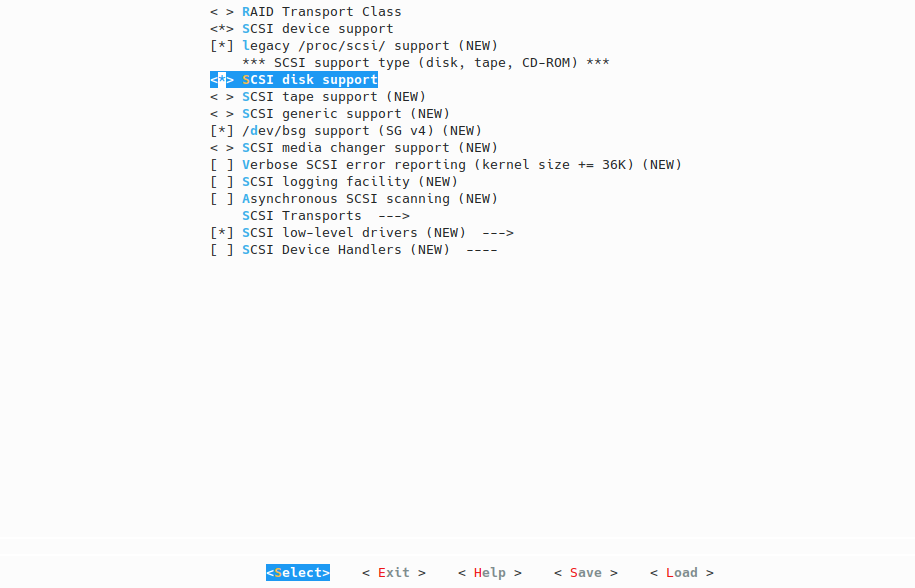 < > RAID Transport Class
<*> SCSI device support
[*] legacy /proc/scsi/ support (NEW)
*** SCSI support type (disk, tape, CD-ROM) ***
<*> SCSI disk support
< > SCSI tape support (NEW)
< > SCSI generic support (NEW)
[*] /dev/bsg support (SG v4) (NEW)
< > SCSI media changer support (NEW)
[ ] Verbose SCSI error reporting (kernel size += 36K) (NEW)
[ ] SCSI logging facility (NEW)
[ ] Asynchronous SCSI scanning (NEW)
SCSI Transports  --->
[*] SCSI low-level drivers (NEW)  --->
[ ] SCSI Device Handlers (NEW)  ----
<Select>    < Exit >    < Help >    < Save >    < Load >